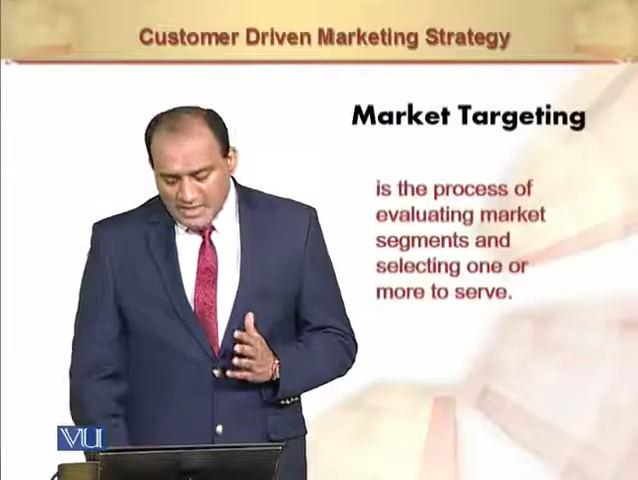 Customer Driven Marketing Strategy
Market Targeting
is the process of
evaluating market
segments and
selecting one or
more to serve.
VU